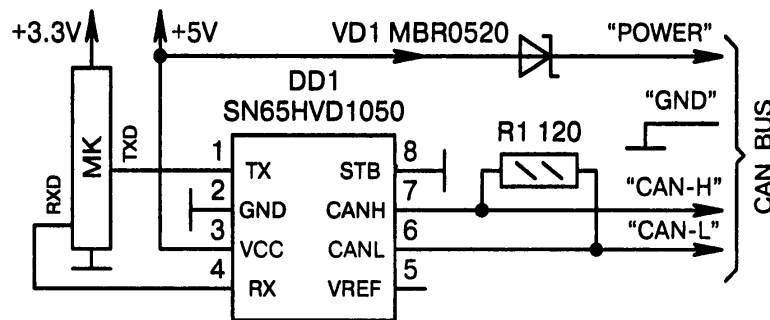 +3.3V
+5V
VD1 MBR0520
“POWER”
DD1
SN65HVD1050
“GND”
R1 120
MK
TXD
RXD
1
TX
STB
8
2
GND
CANH
7
“CAN-H”
3
VCC
CANL
6
“CAN-L”
4
RX
VREF
5
CAN BUS